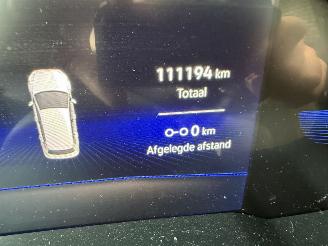 111194 km
Totaal
0 km
Afgelegde afstand